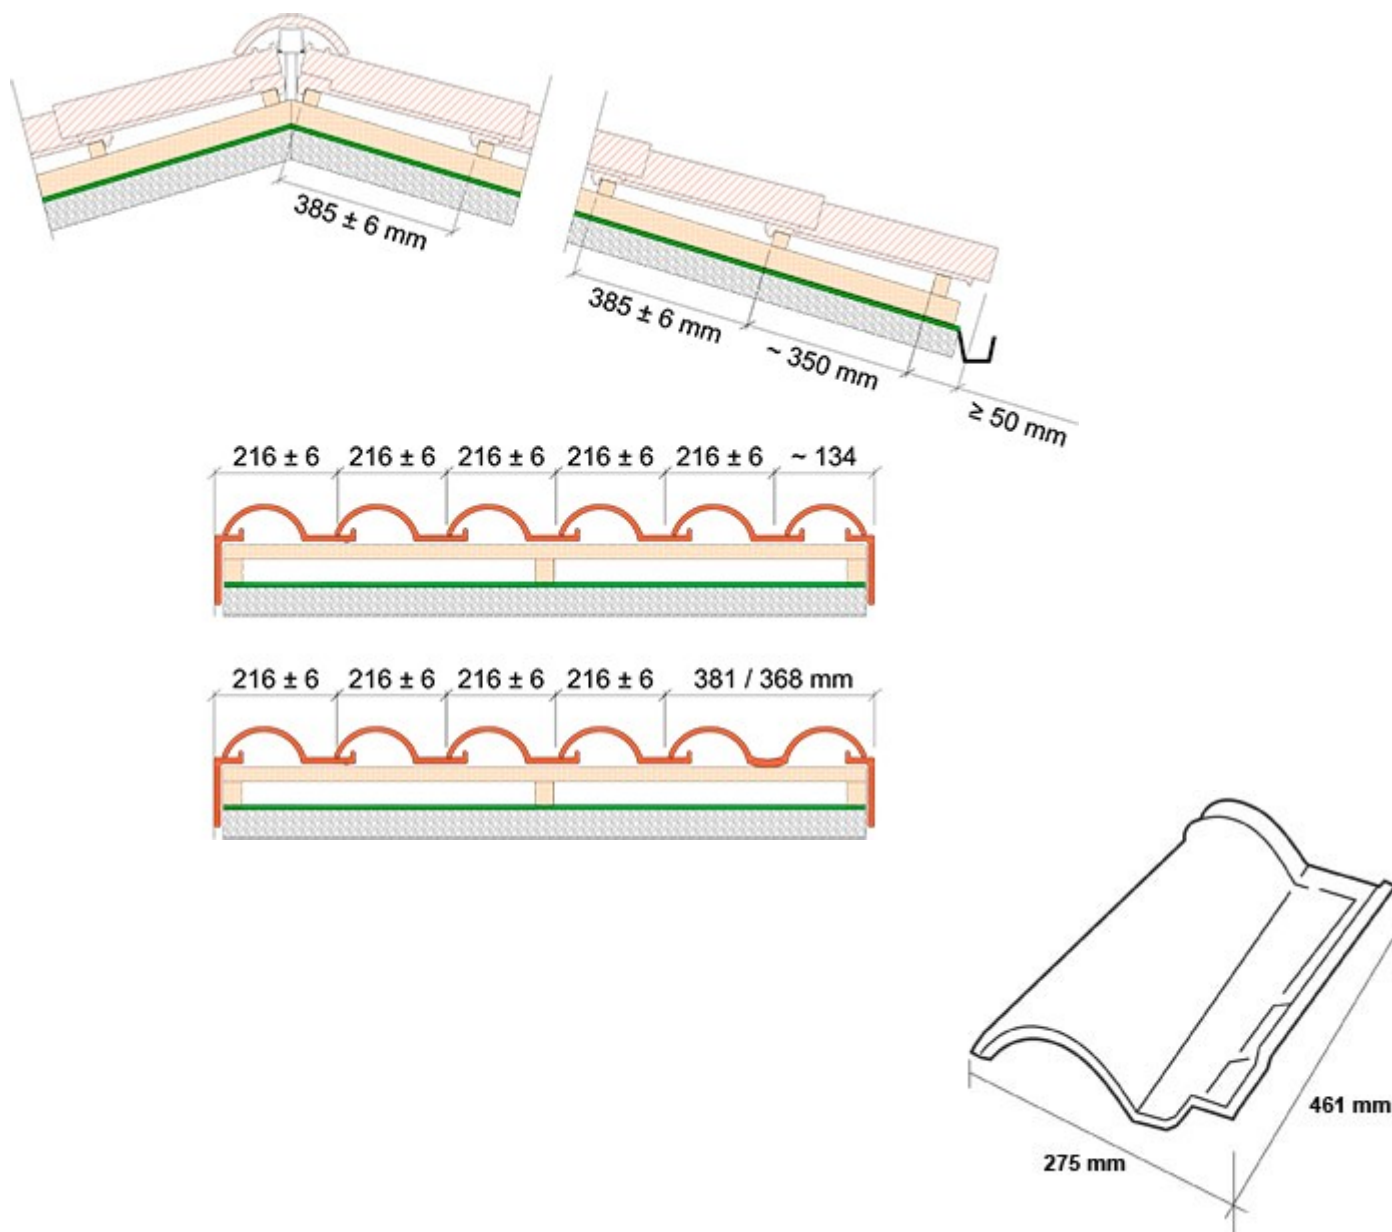 385 ± 6 mm
385 ± 6 mm
~ 350 mm
≥ 50 mm
216 ± 6 216 ± 6 216 ± 6 216 ± 6 216 ± 6 ~ 134
216 ± 6 216 ± 6 216 ± 6 216 ± 6 381 / 368 mm
461 mm
275 mm